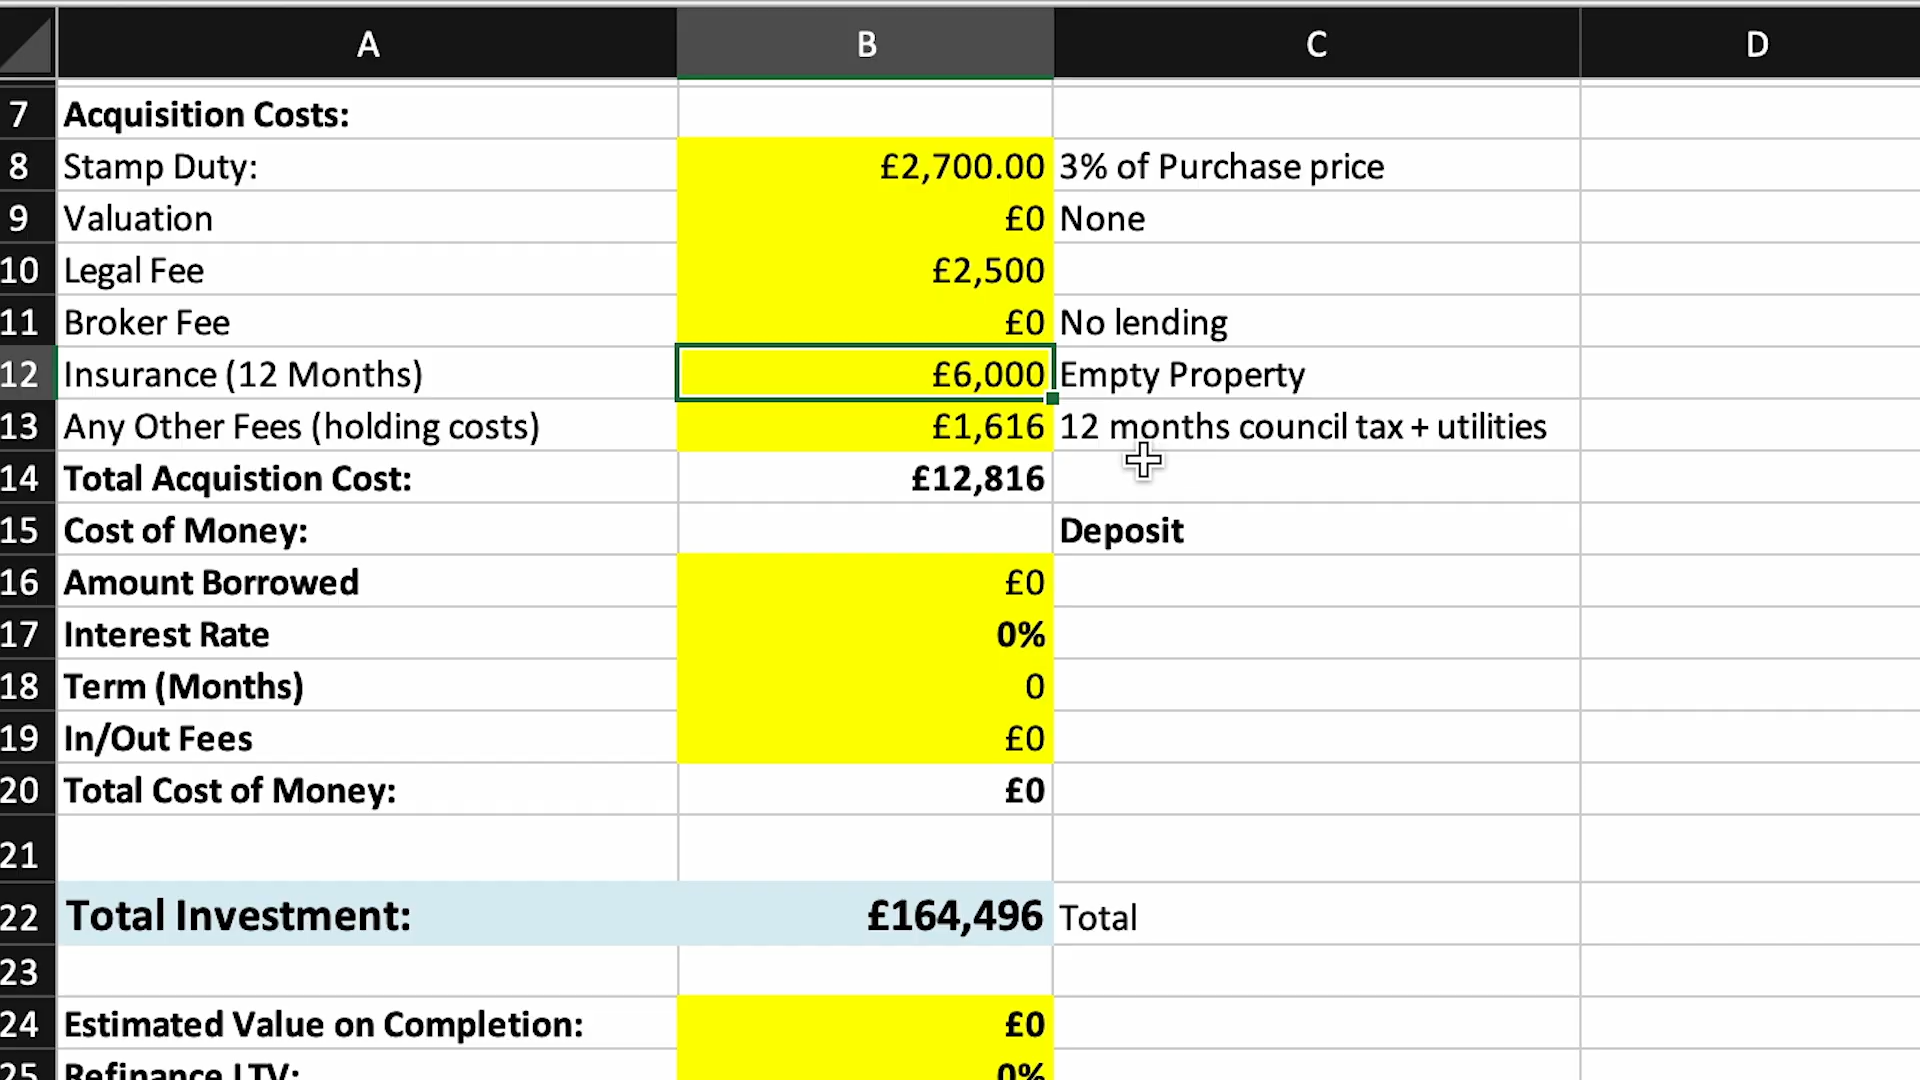 A B C D
7 Acquisition Costs:
8 Stamp Duty: £2,700.00 3% of Purchase price
9 Valuation £0 None
10 Legal Fee £2,500
11 Broker Fee £0 No lending
12 Insurance (12 Months) £6,000 Empty Property
13 Any Other Fees (holding costs) £1,616 12 months council tax + utilities
14 Total Acquistion Cost: £12,816
15 Cost of Money: Deposit
16 Amount Borrowed £0
17 Interest Rate 0%
18 Term (Months) 0
19 In/Out Fees £0
20 Total Cost of Money: £0
21
22 Total Investment: £164,496 Total
23
24 Estimated Value on Completion: £0
25 Refinance LTV: 0%